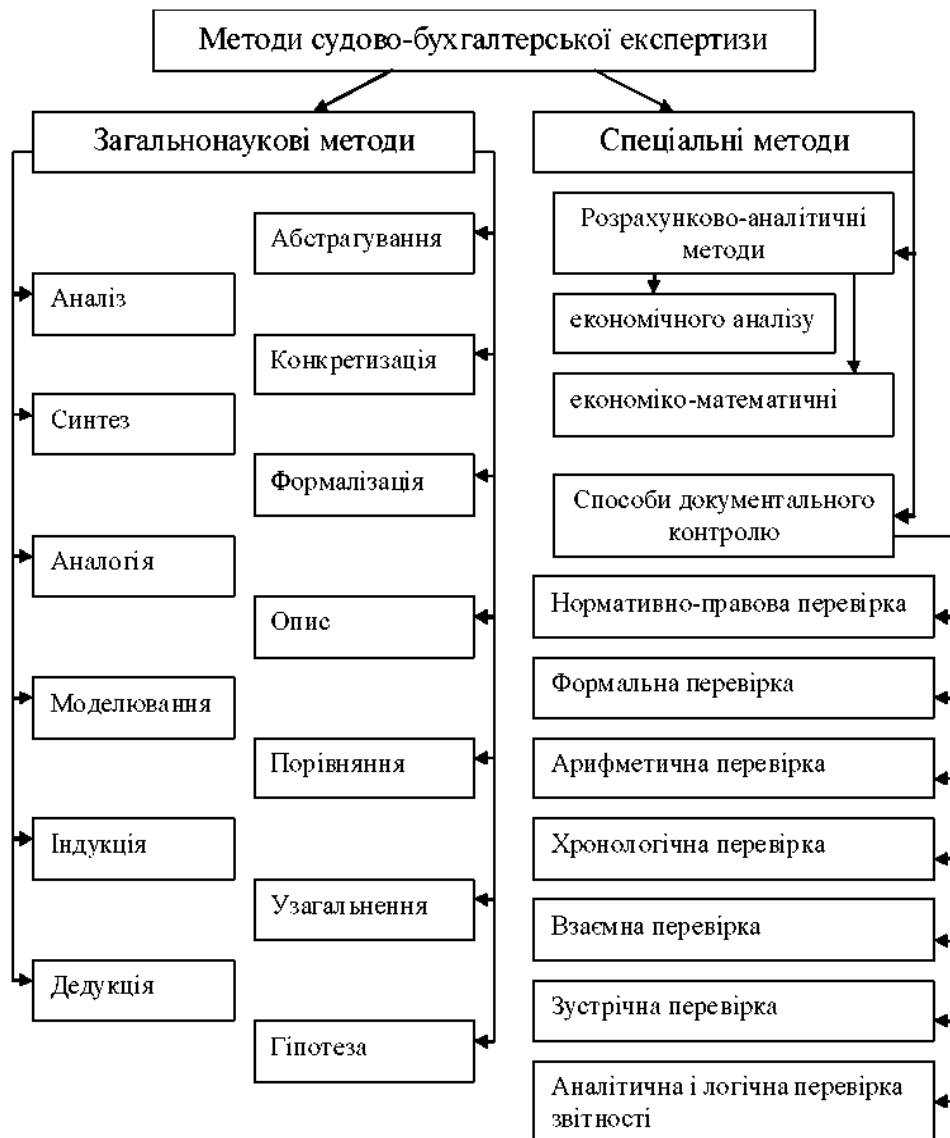 Методи судово-бухгалтерської експертизи
Загальнонаукові методи
Абстрагування
Аналіз
Конкретизація
Синтез
Формалізація
Аналогія
Опис
Моделювання
Порівняння
Індукція
Узагальнення
Дедукція
Гіпотеза
Спеціальні методи
Розрахунково-аналітичні
методи
економічного аналізу
економіко-математичні
Способи документального
контролю
Нормативно-правова перевірка
Формальна перевірка
Арифметична перевірка
Хронологічна перевірка
Взаємна перевірка
Зустрічна перевірка
Аналітична і логічна перевірка
звітності